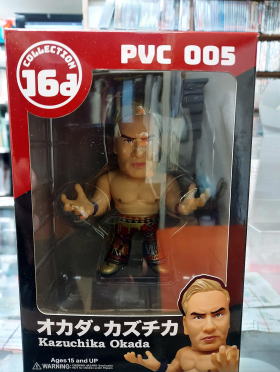 COLLECTION
16d
PVC 005
オカダ・カズチカ
Kazuchika Okada
Ages 15 and UP
WARNING: